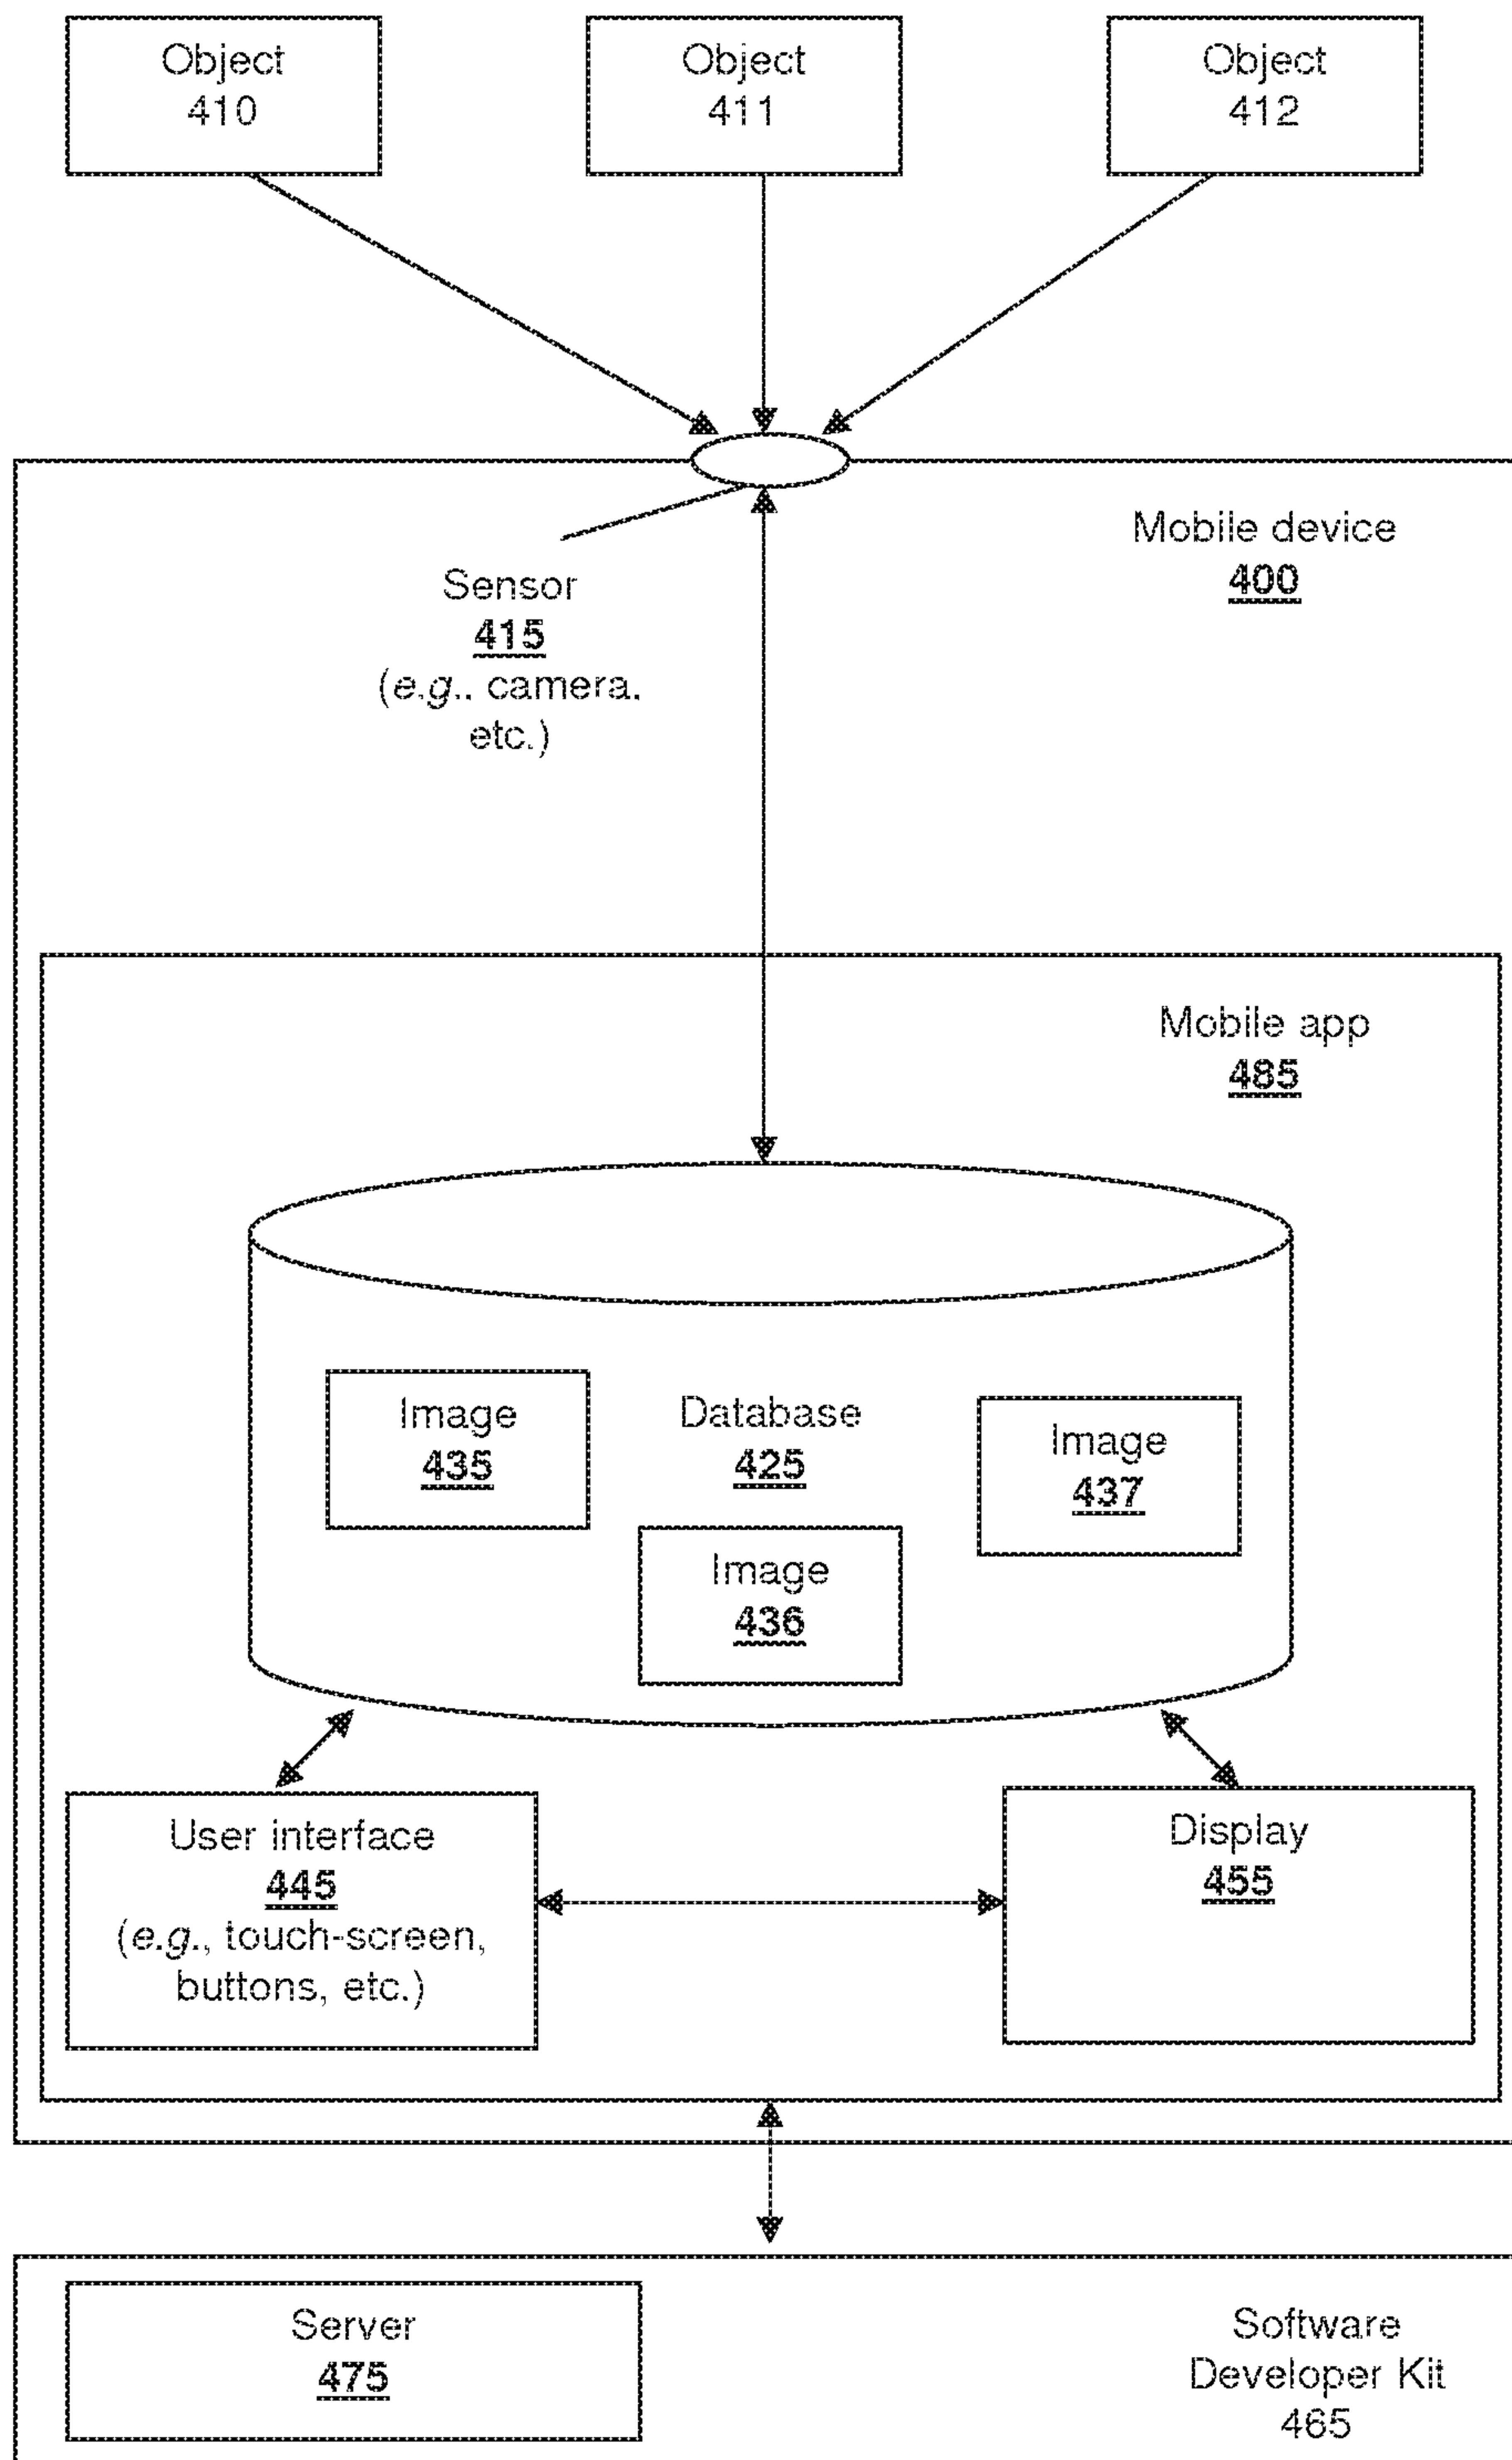 Object
410
Object
411
Object
412
Mobile device
400
Sensor
415
(e.g., camera,
etc.)
Mobile app
485
Image
435
Database
425
Image
437
Image
436
User interface
445
(e.g., touch-screen,
buttons, etc.)
Display
455
Server
475
Software
Developer Kit
465